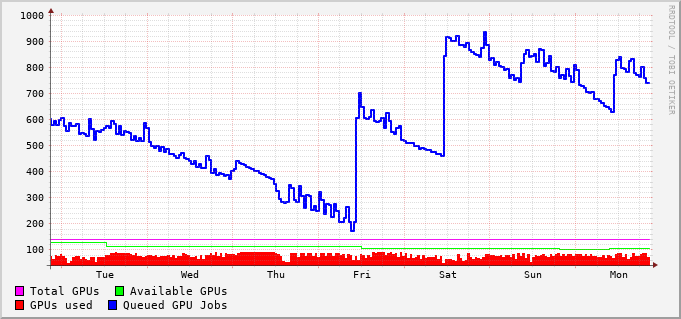 1000
900
800
700
600
500
400
300
200
100
Tue Wed Thu Fri Sat Sun Mon
Total GPUs Available GPUs
GPUs used Queued GPU Jobs
RRDTOOL / TOBI OETIKER